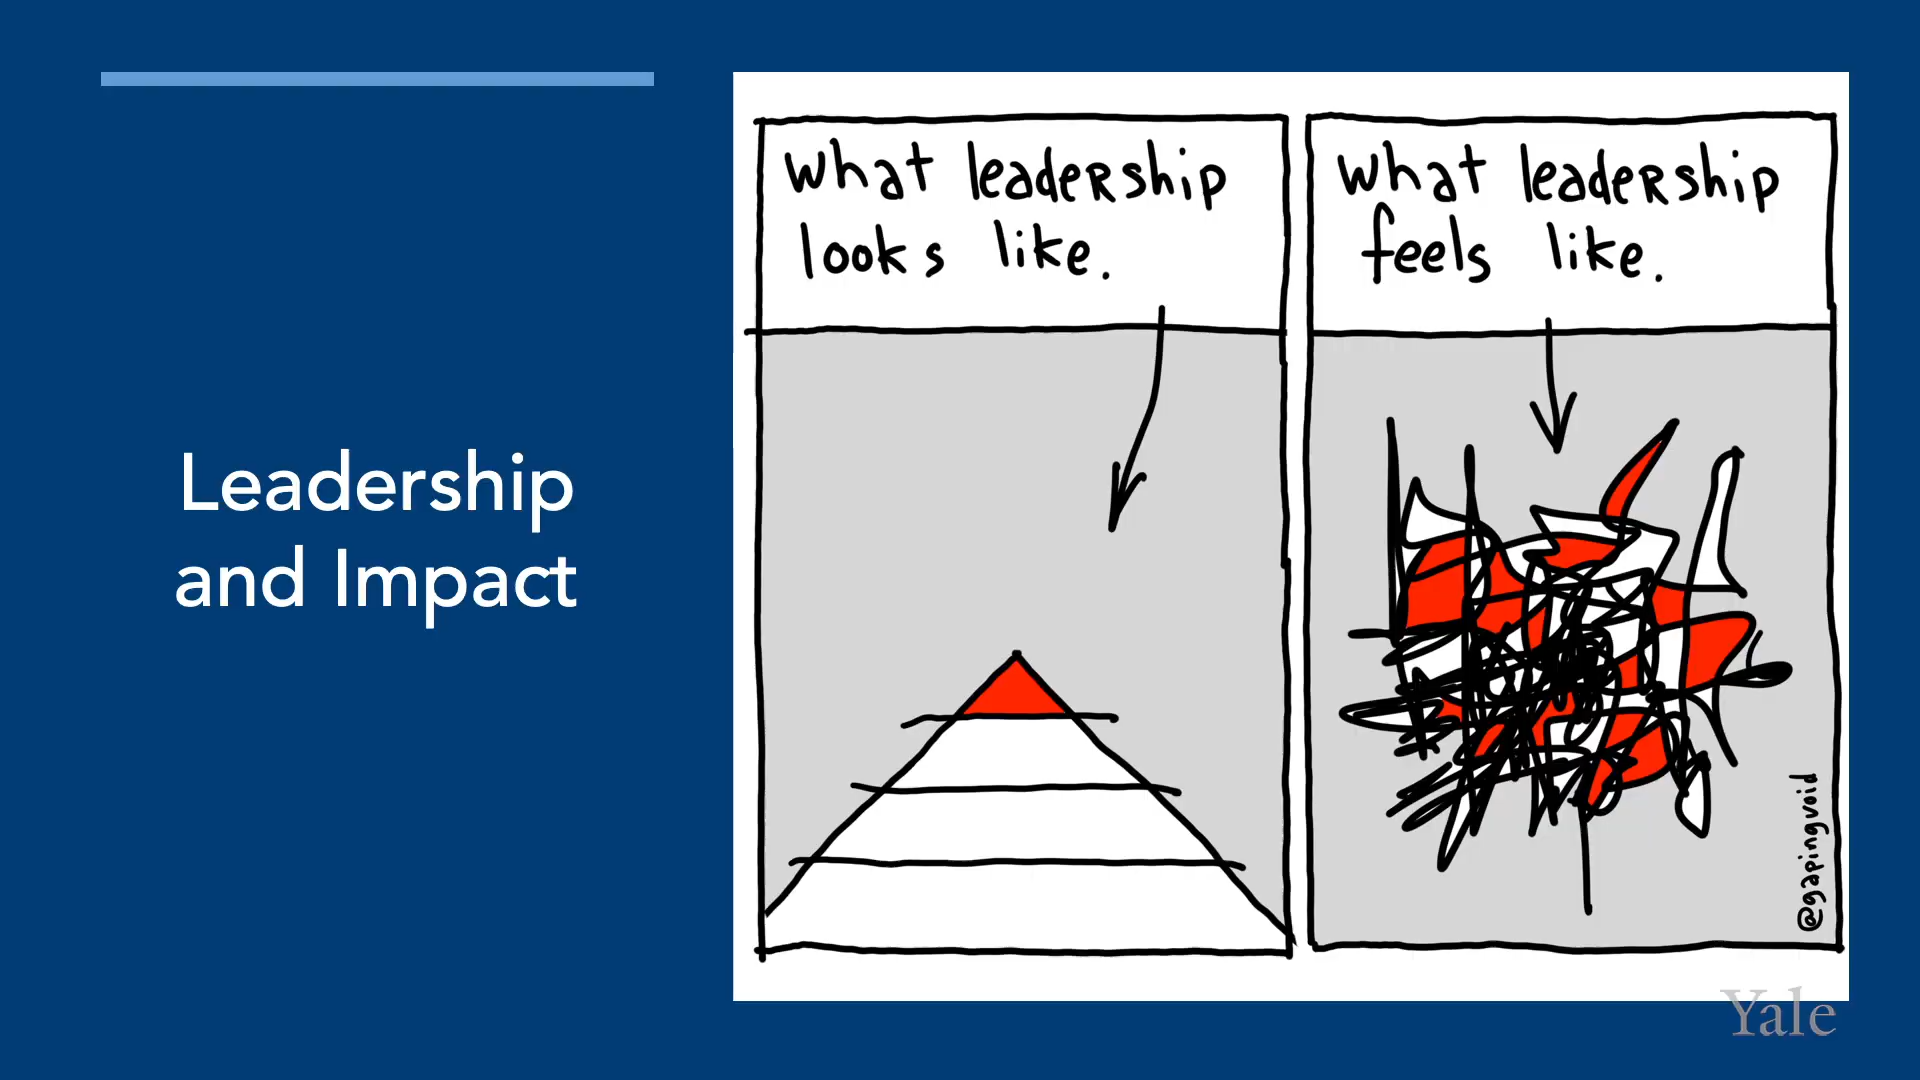 Leadership
and Impact
what leadership
looks like.
what leadership
feels like.
@gapingvoid
Yale